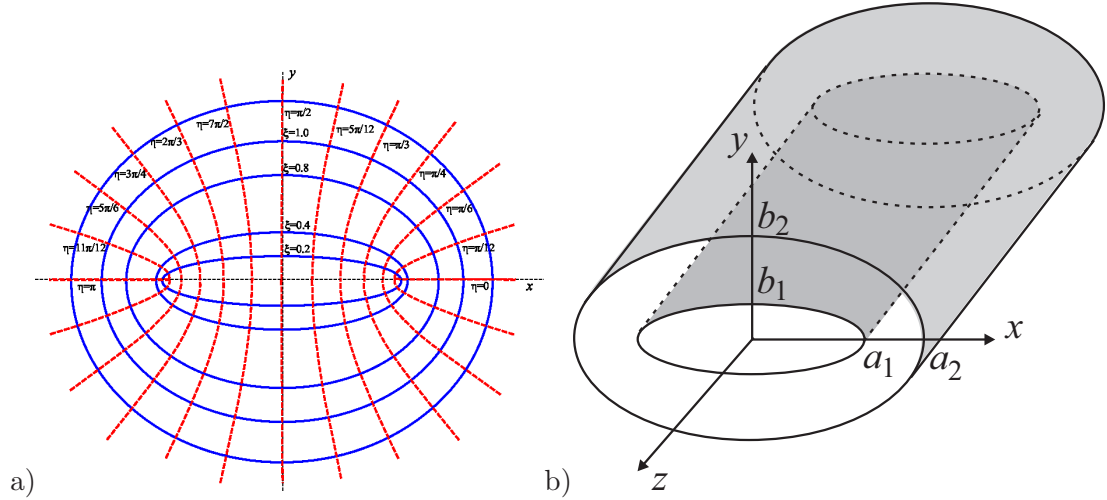 y
η=π/2
η=7π/2
η=5π/12
ξ=1.0
η=2π/3
η=π/3
ξ=0.8
η=3π/4
η=π/4
η=5π/6
η=π/6
ξ=0.4
η=11π/12
ξ=0.2
η=π/12
η=π
η=0
x
a)
y
b₂
b₁
x
a₁
a₂
z
b)